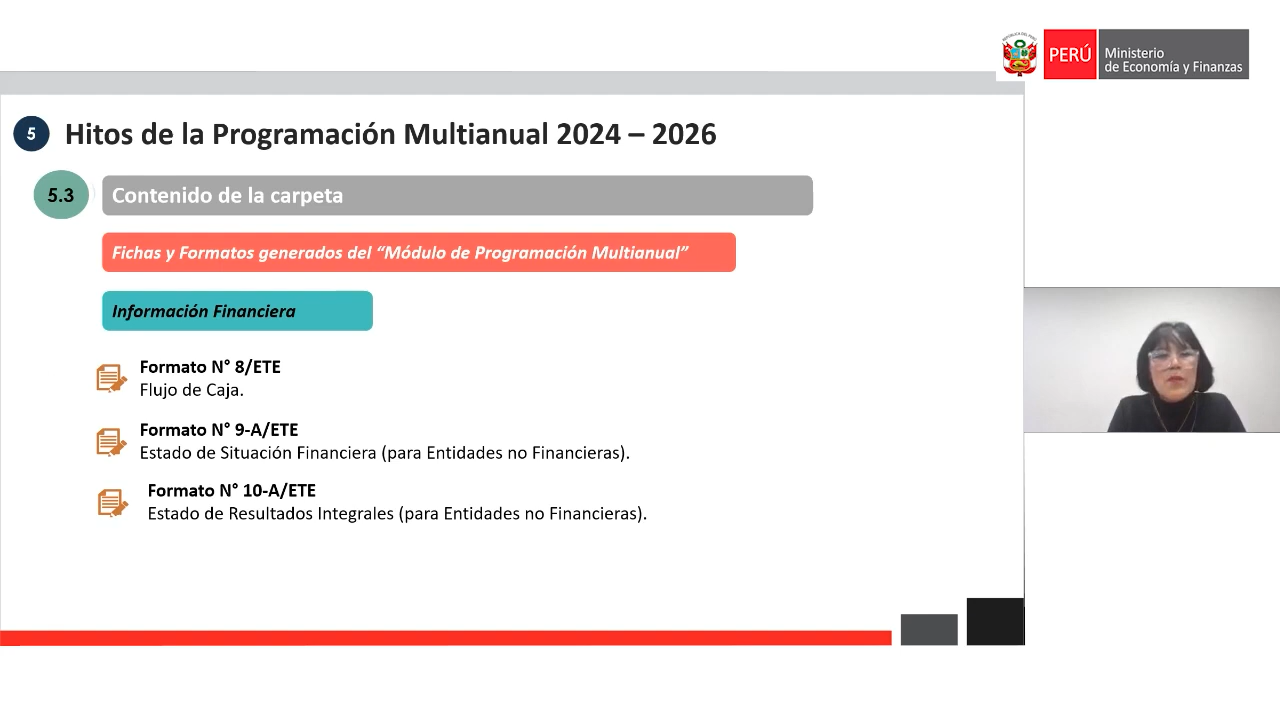 REPÚBLICA DEL PERÚ
PERÚ
Ministerio
de Economía y Finanzas
5
Hitos de la Programación Multianual 2024 – 2026
5.3
Contenido de la carpeta
Fichas y Formatos generados del “Módulo de Programación Multianual”
Información Financiera
Formato N° 8/ETE
Flujo de Caja.
Formato N° 9-A/ETE
Estado de Situación Financiera (para Entidades no Financieras).
Formato N° 10-A/ETE
Estado de Resultados Integrales (para Entidades no Financieras).